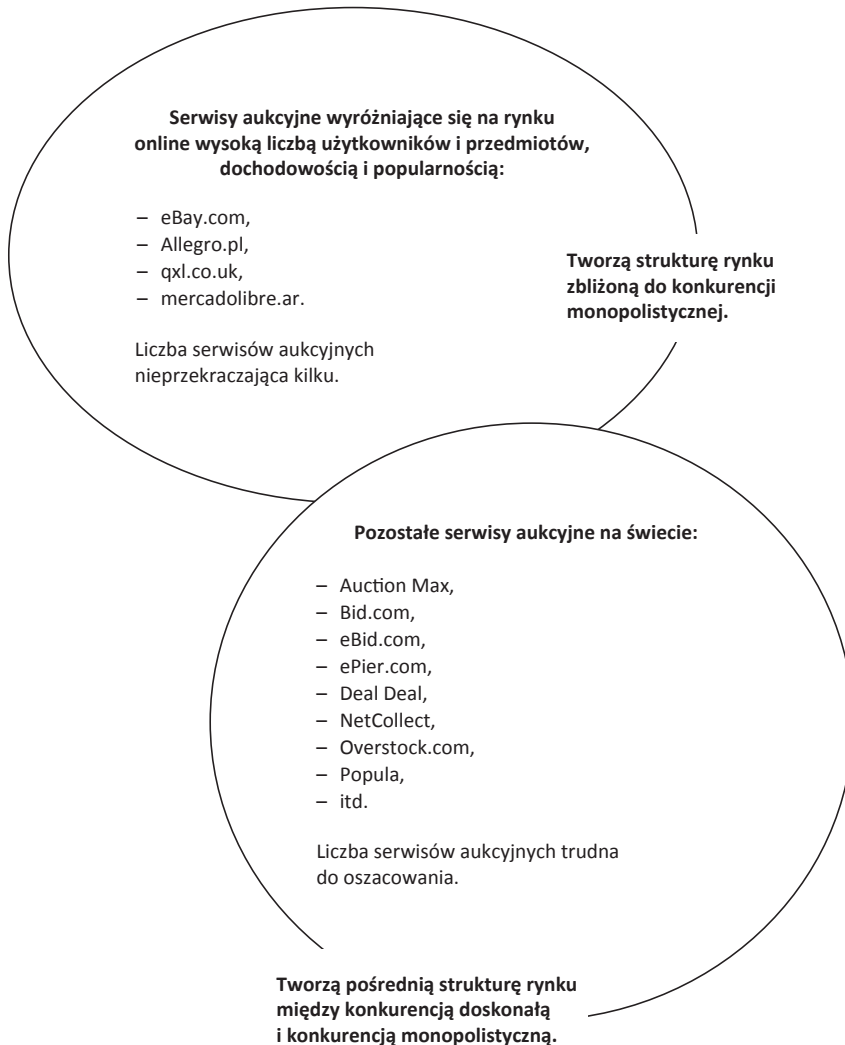 Serwisy aukcyjne wyróżniające się na rynku
online wysoką liczbą użytkowników i przedmiotów,
dochodowością i popularnością:
– eBay.com,
– Allegro.pl,
– qxl.co.uk,
– mercadolibre.ar.
Liczba serwisów aukcyjnych
nieprzekraczająca kilku.
Tworzą strukturę rynku
zbliżoną do konkurencji
monopolistycznej.
Pozostałe serwisy aukcyjne na świecie:
– Auction Max,
– Bid.com,
– eBid.com,
– ePier.com,
– Deal Deal,
– NetCollect,
– Overstock.com,
– Popula,
– itd.
Liczba serwisów aukcyjnych trudna
do oszacowania.
Tworzą pośrednią strukturę rynku
między konkurencją doskonałą
i konkurencją monopolistyczną.